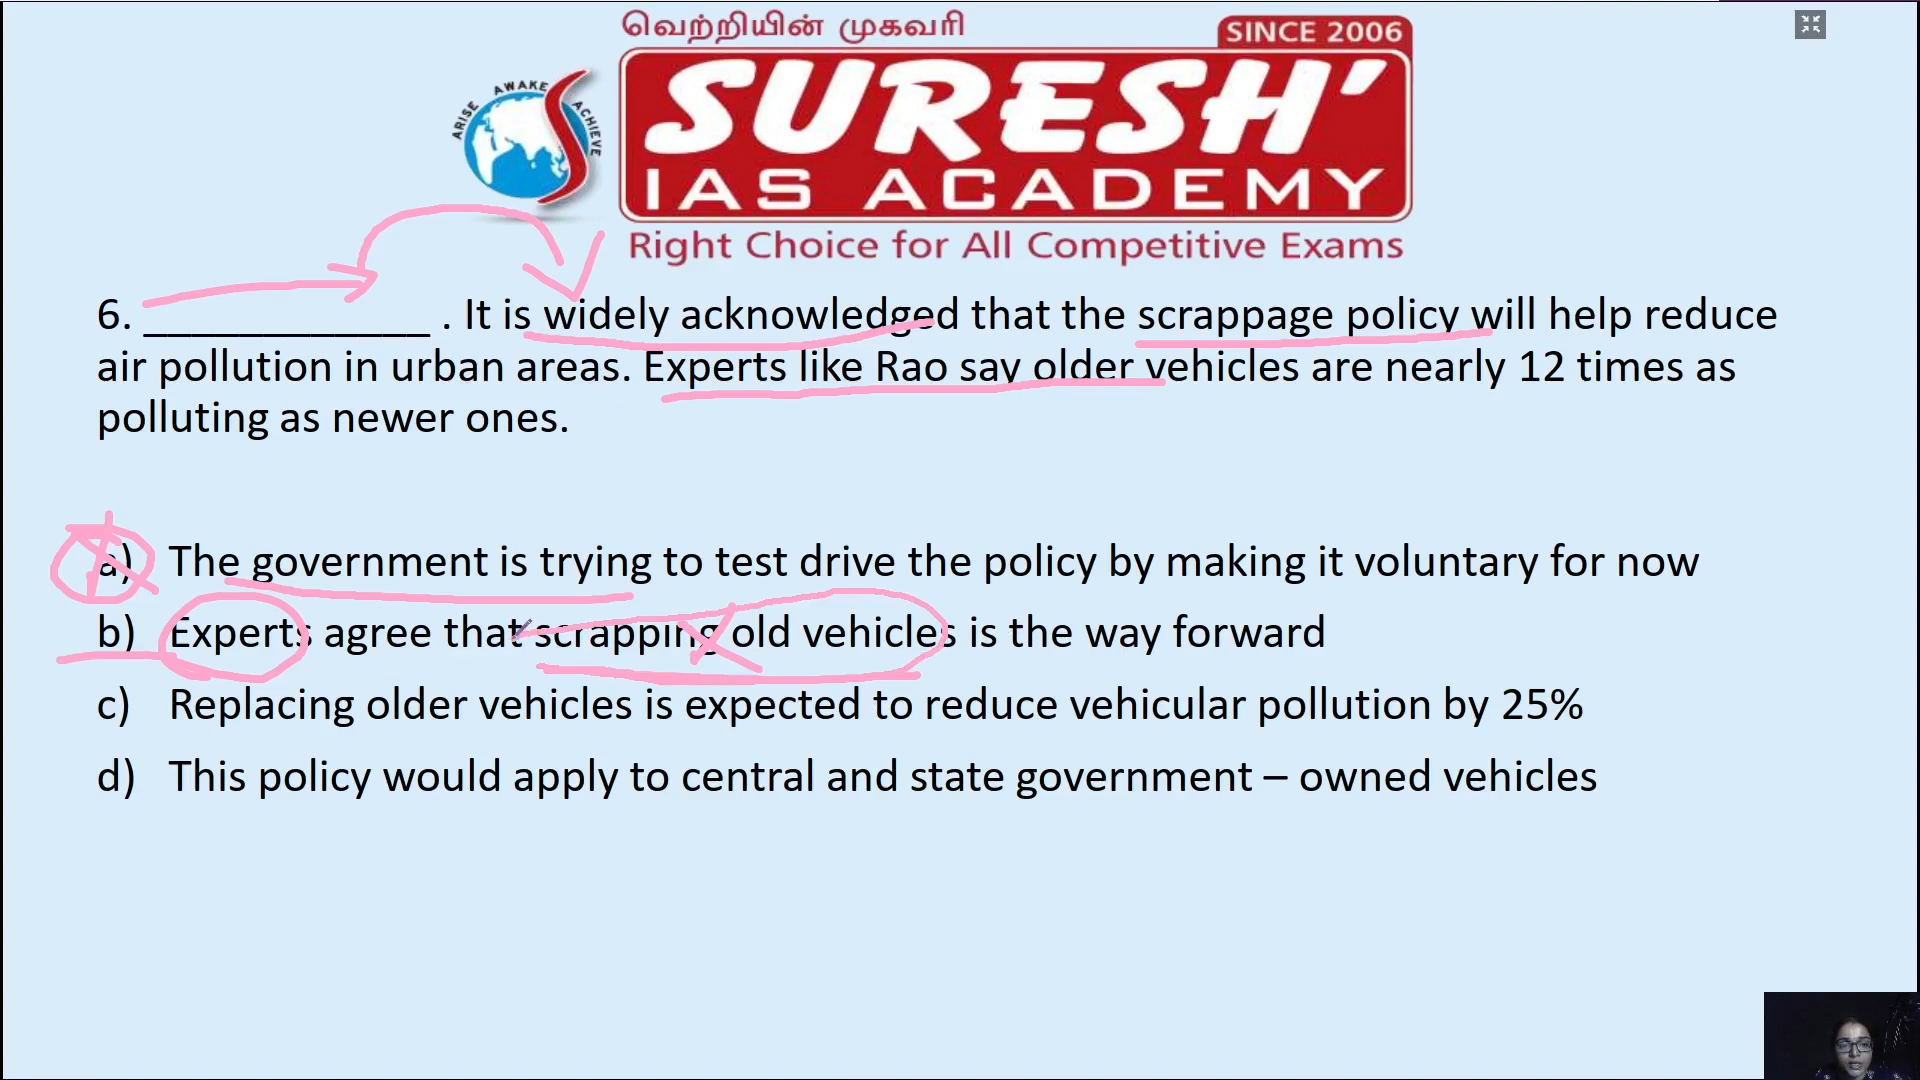 வெற்றியின் முகவரி
SINCE 2006
ARISE AWAKE ACHIEVE
SURESH'
IAS ACADEMY
Right Choice for All Competitive Exams
6. _____________ . It is widely acknowledged that the scrappage policy will help reduce
air pollution in urban areas. Experts like Rao say older vehicles are nearly 12 times as
polluting as newer ones.
a) The government is trying to test drive the policy by making it voluntary for now
b) Experts agree that scrapping old vehicles is the way forward
c) Replacing older vehicles is expected to reduce vehicular pollution by 25%
d) This policy would apply to central and state government – owned vehicles